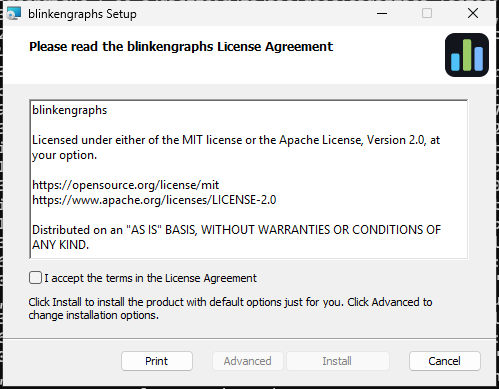 blinkengraphs Setup
Please read the blinkengraphs License Agreement
blinkengraphs
Licensed under either of the MIT license or the Apache License, Version 2.0, at
your option.
https://opensource.org/license/mit
https://www.apache.org/licenses/LICENSE-2.0
Distributed on an "AS IS" BASIS, WITHOUT WARRANTIES OR CONDITIONS OF
ANY KIND.
I accept the terms in the License Agreement
Click Install to install the product with default options just for you. Click Advanced to
change installation options.
Print
Advanced
Install
Cancel